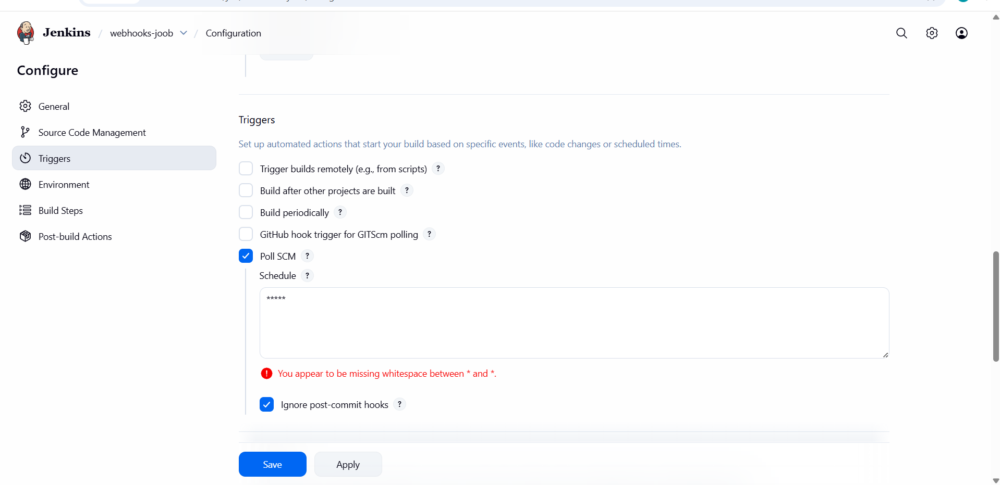 Jenkins / webhooks-joob / Configuration
Configure
General
Source Code Management
Triggers
Environment
Build Steps
Post-build Actions
Triggers
Set up automated actions that start your build based on specific events, like code changes or scheduled times.
Trigger builds remotely (e.g., from scripts) ?
Build after other projects are built ?
Build periodically ?
GitHub hook trigger for GITScm polling ?
Poll SCM ?
Schedule ?
*****
You appear to be missing whitespace between * and *.
Ignore post-commit hooks ?
Save
Apply